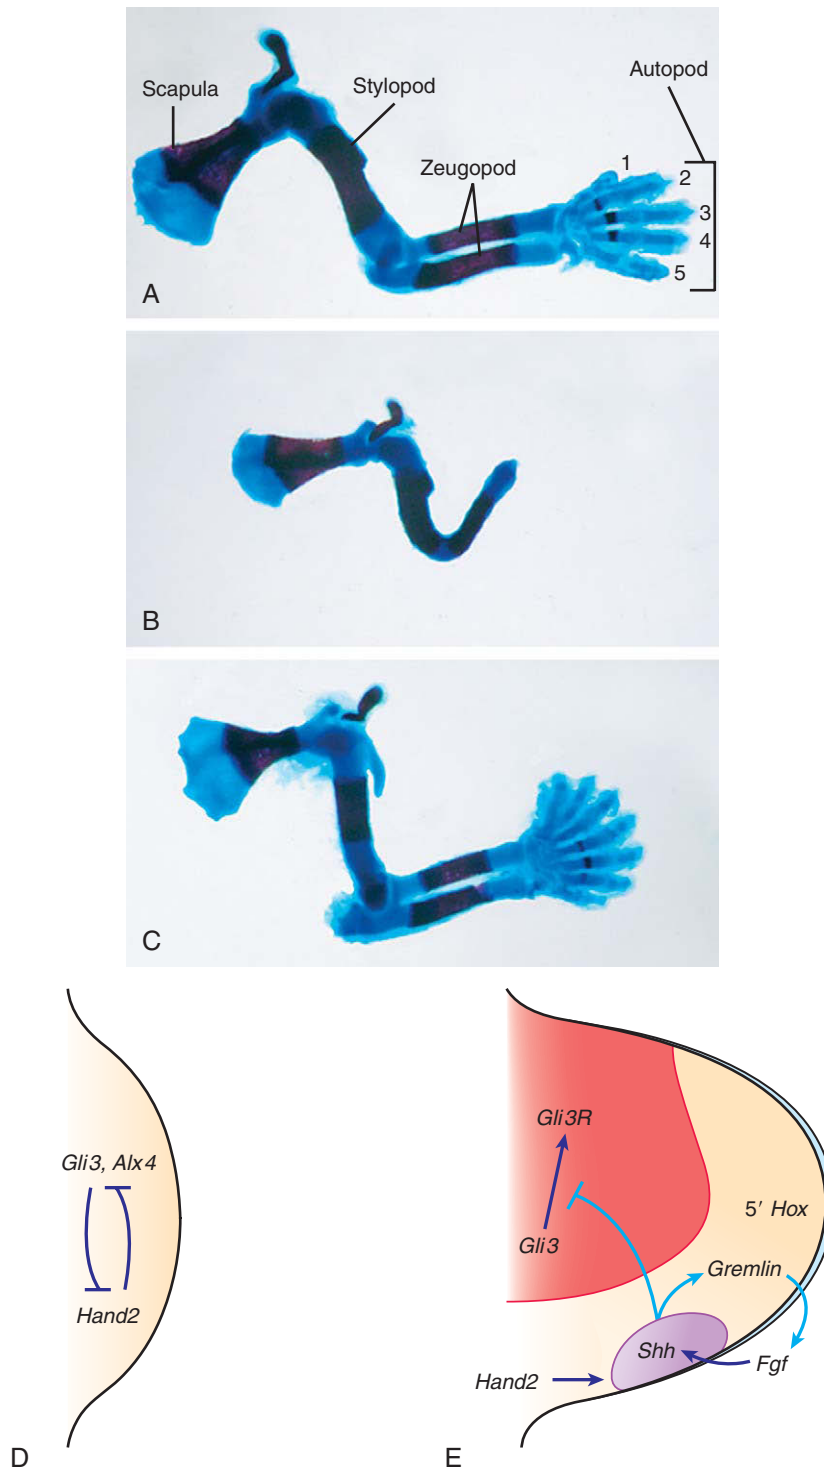 Autopod
Scapula
Stylopod
Zeugopod
1
2
3
4
5
A
B
C
Gli3, Alx4
Hand2
D
Gli3R
Gli3
5′ Hox
Gremlin
Shh
Fgf
Hand2
E